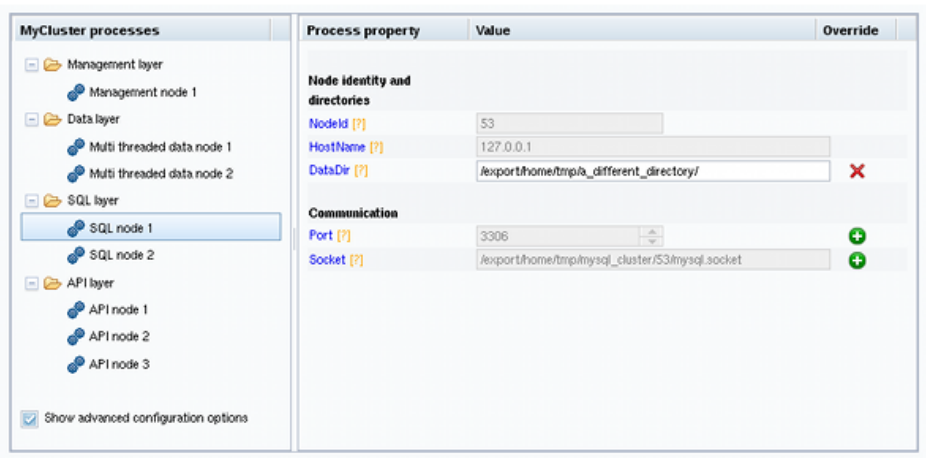 MyCluster processes
Management layer
Management node 1
Data layer
Multi threaded data node 1
Multi threaded data node 2
SQL layer
SQL node 1
SQL node 2
API layer
API node 1
API node 2
API node 3
Show advanced configuration options
Process property Value Override
Node identity and
directories
NodeId [?] 53
HostName [?] 127.0.0.1
DataDir [?] /export/home/tmp/a_different_directory/
Communication
Port [?] 3306
Socket [?] /export/home/tmp/mysql_cluster/53/mysql.socket